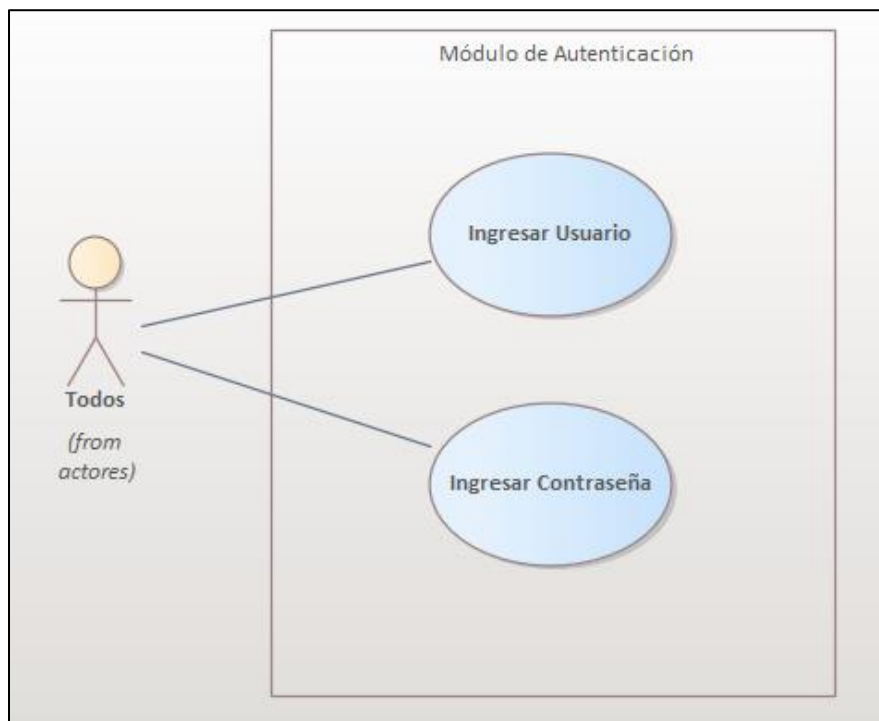 Módulo de Autenticación
Ingresar Usuario
Todos
(from
actores)
Ingresar Contraseña